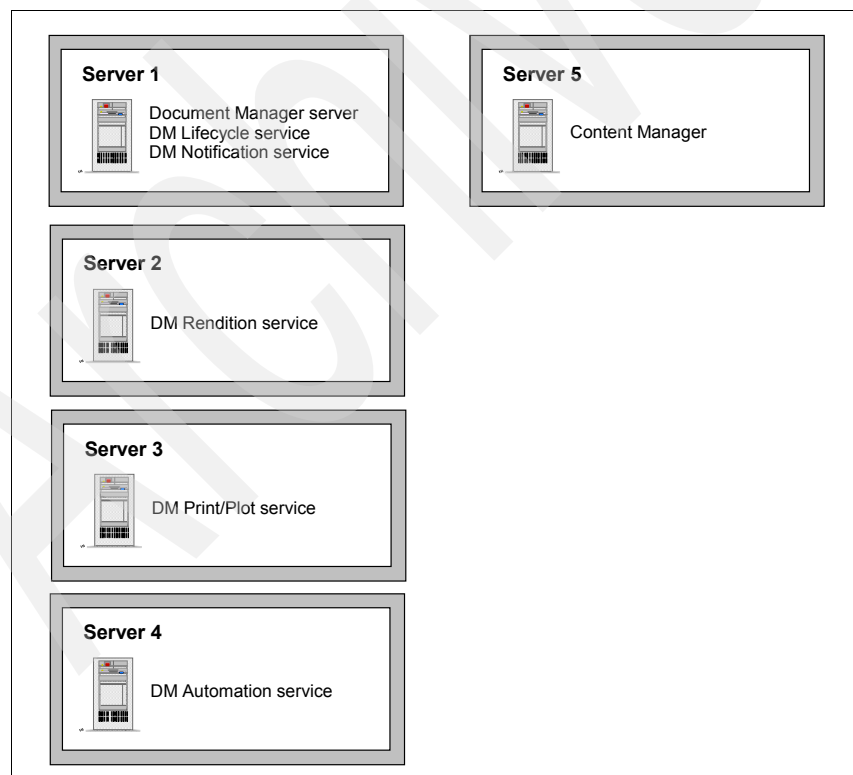 Server 1
Document Manager server
DM Lifecycle service
DM Notification service
Server 5
Content Manager
Server 2
DM Rendition service
Server 3
DM Print/Plot service
Server 4
DM Automation service